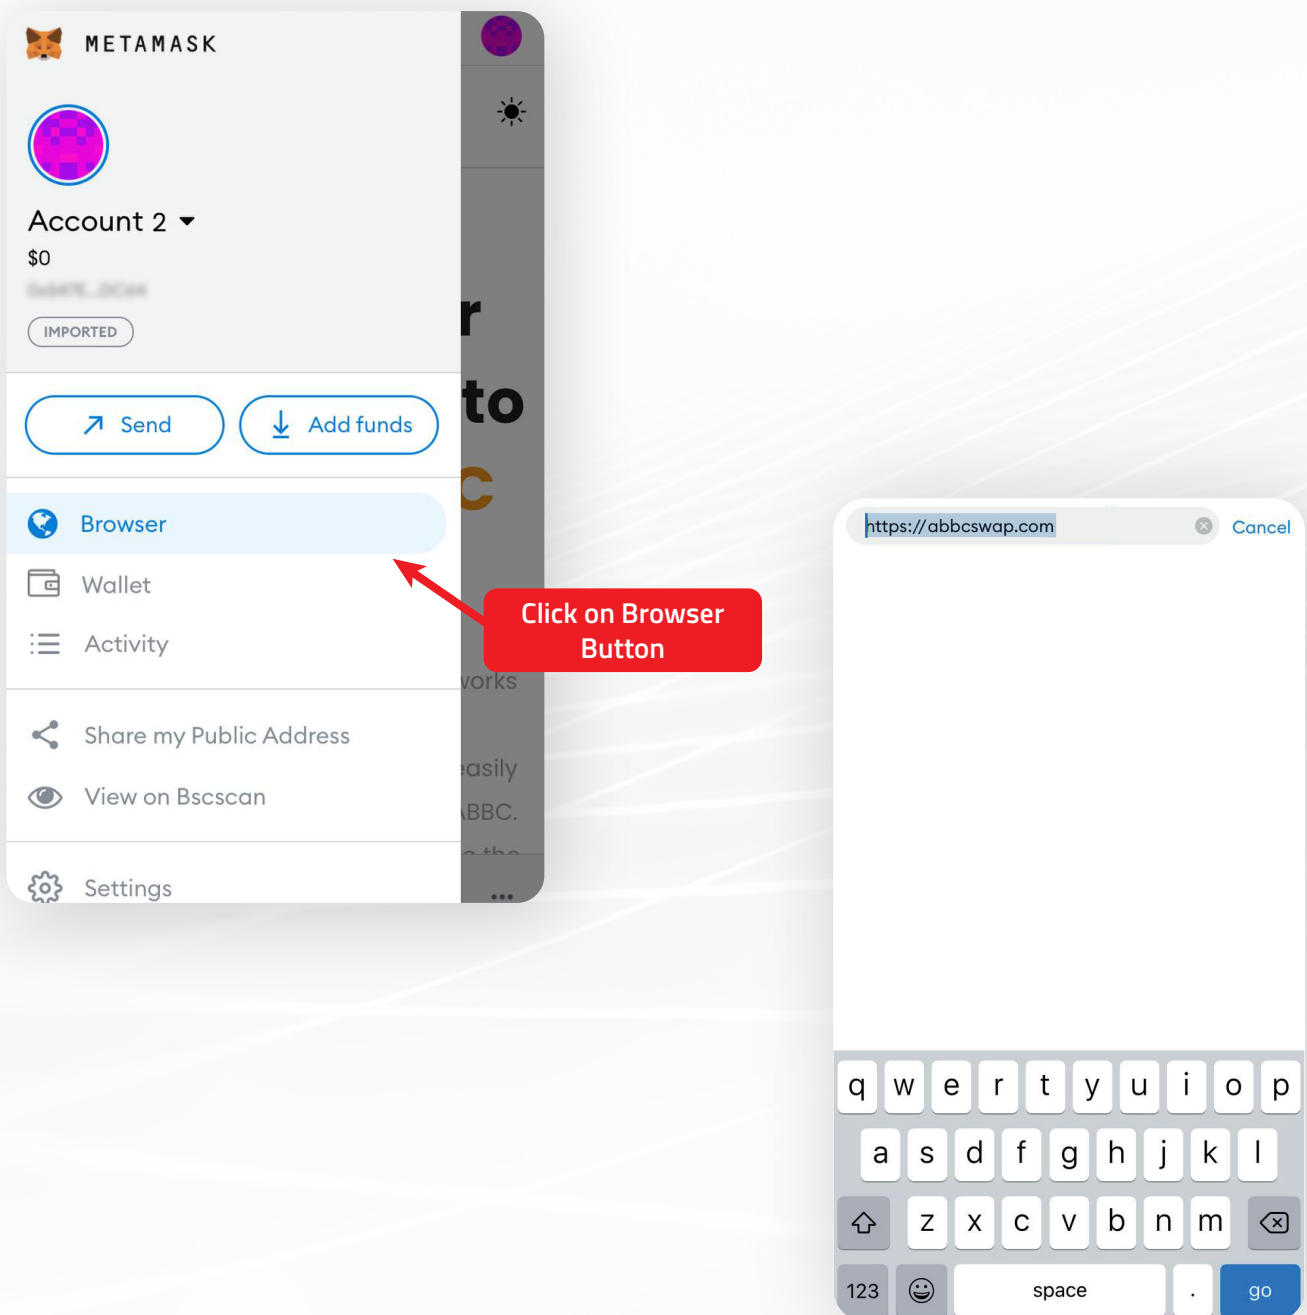 METAMASK
Account 2
$0
IMPORTED
Send
Add funds
Browser
Wallet
Activity
Share my Public Address
View on Bscscan
Settings
r
to
C
works
easily
ABBC.
...
Click on Browser
Button
https://abbcswap.com
Cancel
q w e r t y u i o p
a s d f g h j k l
z x c v b n m
123 space . go